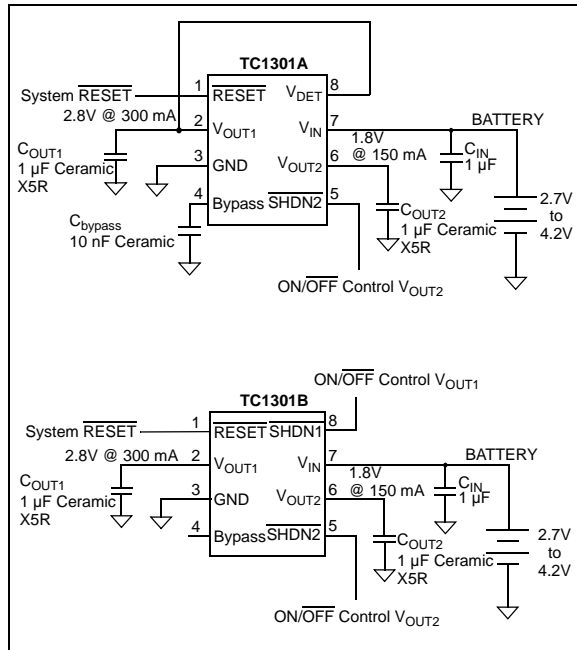 TC1301A
System RESET
1
RESET
VDET
8
2.8V @ 300 mA
2
VOUT1
VIN
7
BATTERY
COUT1
1 µF Ceramic
X5R
3
GND
VOUT2
6
1.8V
@ 150 mA
CIN
1 µF
4
Bypass
SHDN2
5
Cbypass
10 nF Ceramic
COUT2
1 µF Ceramic
X5R
2.7V
to
4.2V
ON/OFF Control VOUT2
ON/OFF Control VOUT1
TC1301B
System RESET
1
RESET
SHDN1
8
2.8V @ 300 mA
2
VOUT1
VIN
7
BATTERY
COUT1
1 µF Ceramic
X5R
3
GND
VOUT2
6
1.8V
@ 150 mA
CIN
1 µF
4
Bypass
SHDN2
5
COUT2
1 µF Ceramic
X5R
2.7V
to
4.2V
ON/OFF Control VOUT2